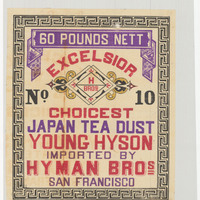 60 POUNDS NETT
EXCELSIOR
H
BROS
No. 10
CHOICEST
JAPAN TEA DUST
YOUNG HYSON
IMPORTED BY
HYMAN BROS
SAN FRANCISCO